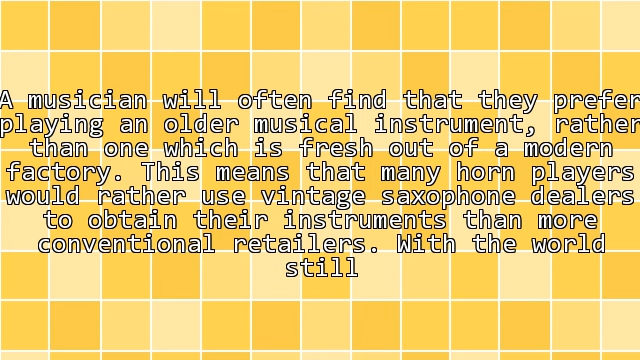 A musician will often find that they prefer
playing an older musical instrument, rather
than one which is fresh out of a modern
factory. This means that many horn players
would rather use vintage saxophone dealers
to obtain their instruments than more
conventional retailers. With the world
still